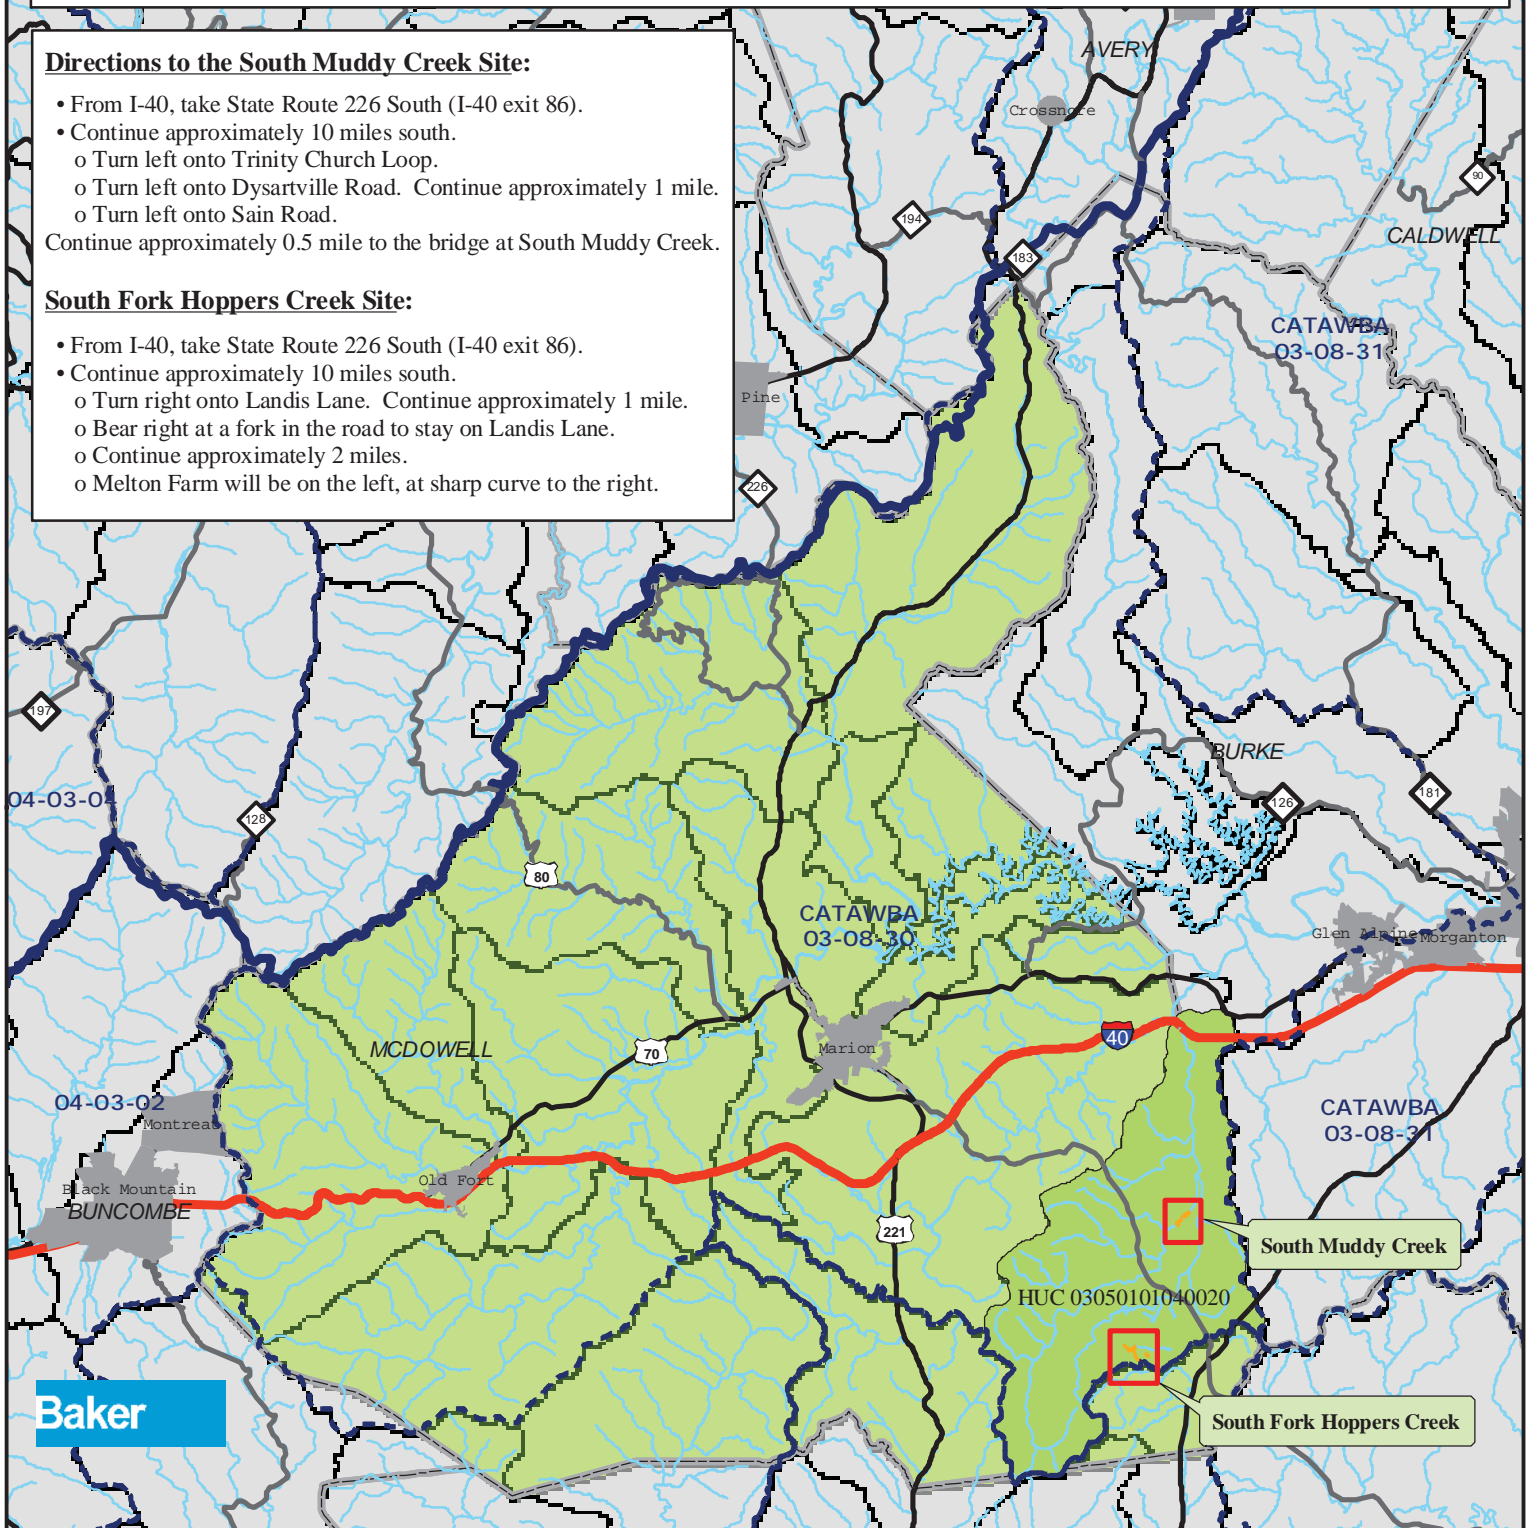 Directions to the South Muddy Creek Site:
• From I-40, take State Route 226 South (I-40 exit 86).
• Continue approximately 10 miles south.
o Turn left onto Trinity Church Loop.
o Turn left onto Dysartville Road. Continue approximately 1 mile.
o Turn left onto Sain Road.
Continue approximately 0.5 mile to the bridge at South Muddy Creek.
South Fork Hoppers Creek Site:
• From I-40, take State Route 226 South (I-40 exit 86).
• Continue approximately 10 miles south.
o Turn right onto Landis Lane. Continue approximately 1 mile.
o Bear right at a fork in the road to stay on Landis Lane.
o Continue approximately 2 miles.
o Melton Farm will be on the left, at sharp curve to the right.
AVERY
Crossnore
90
194
CALDWELL
183
CATAWBA
03-08-31
Pine
226
197
BURKE
04-03-0
128
126
181
80
CATAWBA
03-08-30
Glen Alpine
Morganton
40
MCDOWELL
70
Marion
04-03-02
Montreat
CATAWBA
03-08-31
Old Fort
Black Mountain
BUNCOMBE
221
South Muddy Creek
HUC 03050101040020
Baker
South Fork Hoppers Creek